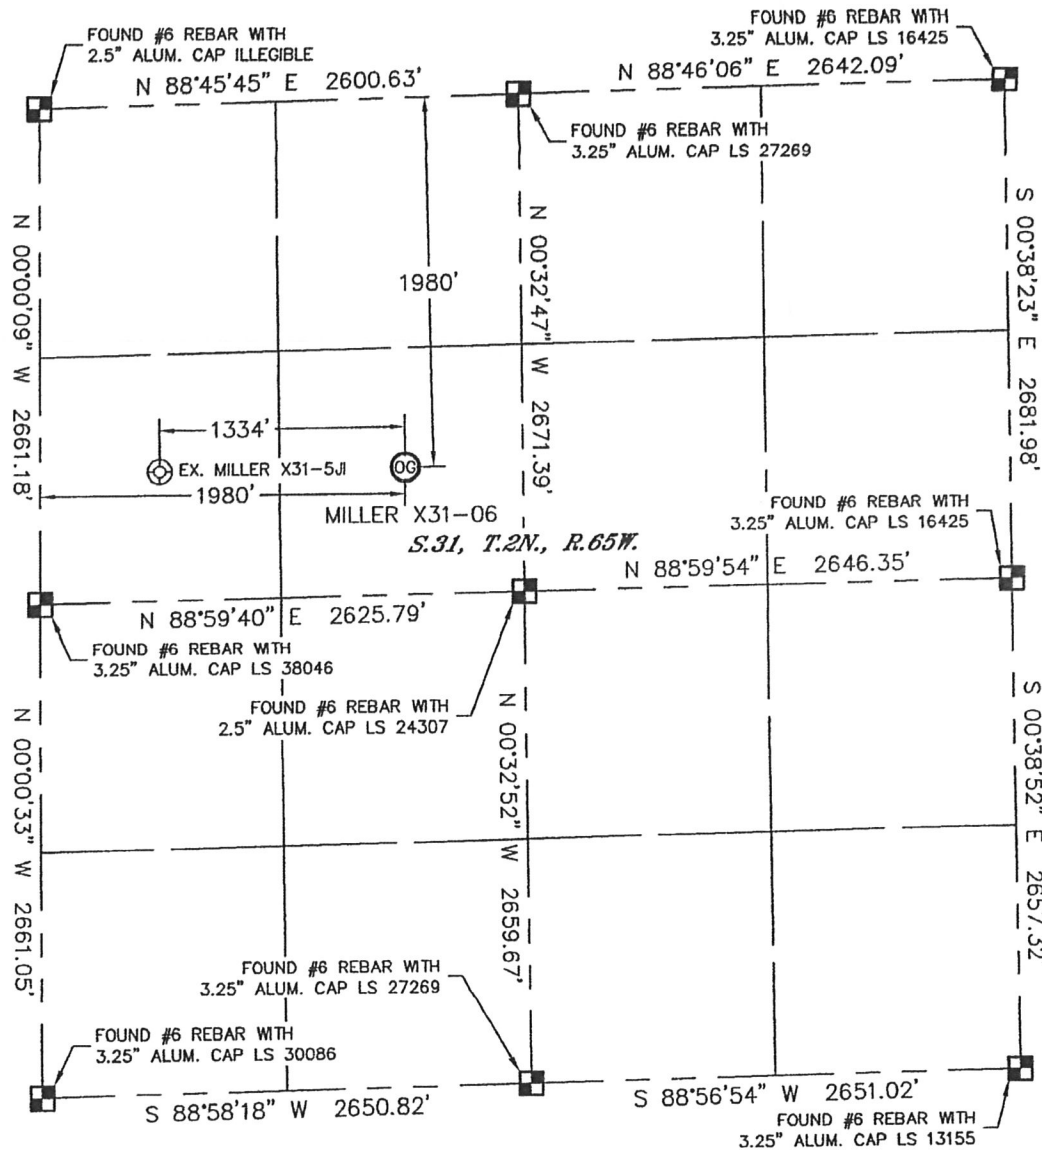 FOUND #6 REBAR WITH
2.5" ALUM. CAP ILLEGIBLE
FOUND #6 REBAR WITH
3.25" ALUM. CAP LS 16425
N 88°45'45" E 2600.63'
N 88°46'06" E 2642.09'
FOUND #6 REBAR WITH
3.25" ALUM. CAP LS 27269
N 00°00'09" W 2661.18'
N 00°32'47" W 2671.39'
S 00°38'23" E 2681.98'
1980'
1334'
EX. MILLER X31-5JI
OG
1980'
MILLER X31-06
S.31, T.2N., R.65W.
FOUND #6 REBAR WITH
3.25" ALUM. CAP LS 16425
N 88°59'54" E 2646.35'
N 88°59'40" E 2625.79'
FOUND #6 REBAR WITH
3.25" ALUM. CAP LS 38046
FOUND #6 REBAR WITH
2.5" ALUM. CAP LS 24307
N 00°00'33" W 2661.05'
N 00°32'52" W 2659.67'
S 00°38'52" E 2657.32
FOUND #6 REBAR WITH
3.25" ALUM. CAP LS 27269
FOUND #6 REBAR WITH
3.25" ALUM. CAP LS 30086
S 88°58'18" W 2650.82'
S 88°56'54" W 2651.02'
FOUND #6 REBAR WITH
3.25" ALUM. CAP LS 13155